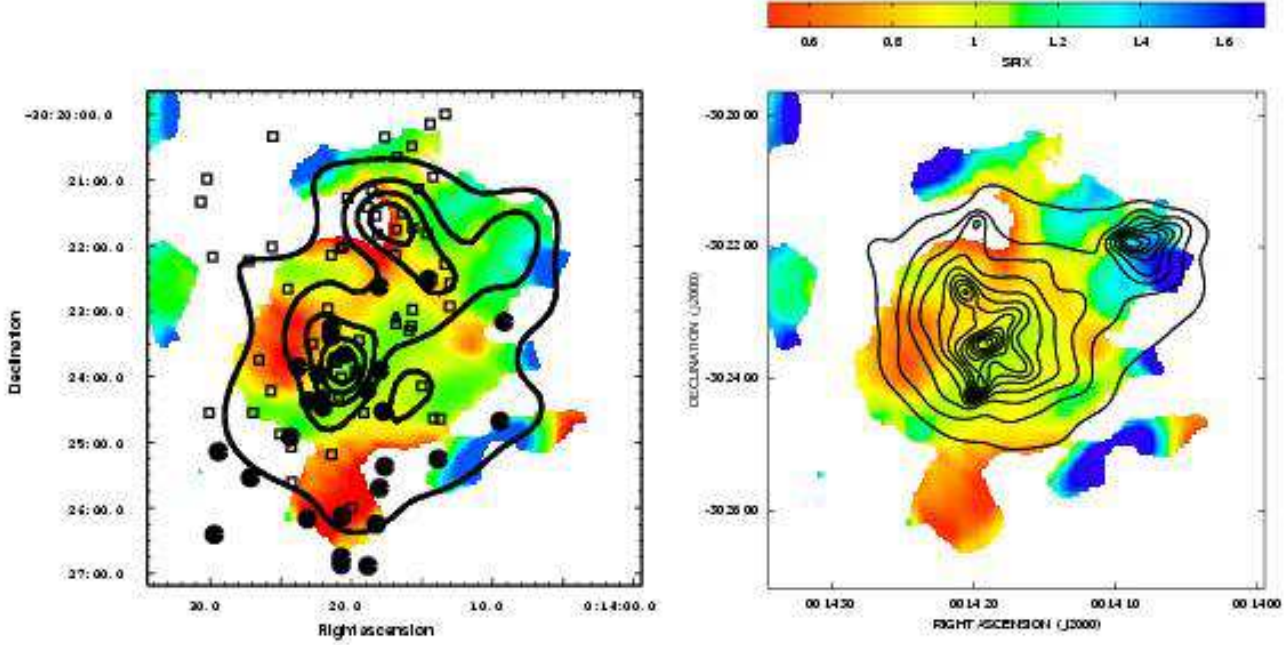 0.6 0.8 1 1.2 1.4 1.6
SPIX
-30:20:00.0
21:00.0
22:00.0
23:00.0
24:00.0
25:00.0
26:00.0
27:00.0
Declination
30.0 20.0 10.0 0:14:00.0
Right ascension
-30 20 00
-30 22 00
-30 24 00
-30 26 00
DECLINATION (J2000)
00 14 30 00 14 20 00 14 10 00 14 00
RIGHT ASCENSION (J2000)